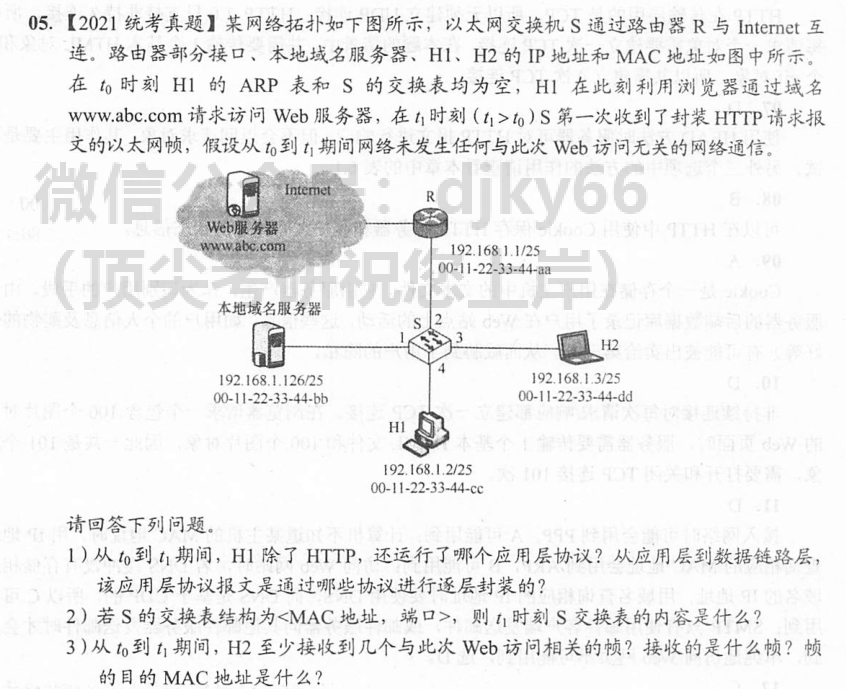 05.【2021 统考真题】某网络拓扑如下图所示，以太网交换机 S 通过路由器 R 与 Internet 互
连。路由器部分接口、本地域名服务器、H1、H2 的 IP 地址和 MAC 地址如图中所示。
在 t₀ 时刻 H1 的 ARP 表和 S 的交换表均为空，H1 在此刻利用浏览器通过域名
www.abc.com 请求访问 Web 服务器，在 t₁ 时刻 (t₁>t₀) S 第一次收到了封装 HTTP 请求报
文的以太网帧，假设从 t₀ 到 t₁ 期间网络未发生任何与此次 Web 访问无关的网络通信。
微信公众号：djky66
（顶尖考研祝您上岸）
Internet
R
Web服务器
www.abc.com
192.168.1.1/25
00-11-22-33-44-aa
本地域名服务器
S
2
1
3
4
H2
192.168.1.126/25
00-11-22-33-44-bb
192.168.1.3/25
00-11-22-33-44-dd
H1
192.168.1.2/25
00-11-22-33-44-cc
请回答下列问题。
1）从 t₀ 到 t₁ 期间，H1 除了 HTTP，还运行了哪个应用层协议？从应用层到数据链路层，
该应用层协议报文是通过哪些协议进行逐层封装的？
2）若 S 的交换表结构为<MAC 地址，端口>，则 t₁ 时刻 S 交换表的内容是什么？
3）从 t₀ 到 t₁ 期间，H2 至少接收到几个与此次 Web 访问相关的帧？接收的是什么帧？帧
的目的 MAC 地址是什么？